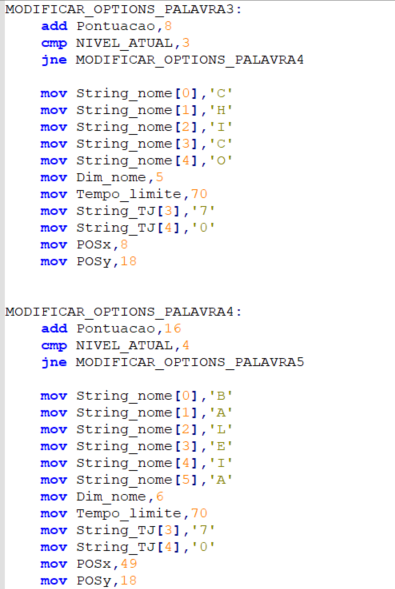 MODIFICAR_OPTIONS_PALAVRA3:
add Pontuacao,8
cmp NIVEL_ATUAL,3
jne MODIFICAR_OPTIONS_PALAVRA4
mov String_nome[0],'C'
mov String_nome[1],'H'
mov String_nome[2],'I'
mov String_nome[3],'C'
mov String_nome[4],'O'
mov Dim_nome,5
mov Tempo_limite,70
mov String_TJ[3],'7'
mov String_TJ[4],'0'
mov POSx,8
mov POSy,18
MODIFICAR_OPTIONS_PALAVRA4:
add Pontuacao,16
cmp NIVEL_ATUAL,4
jne MODIFICAR_OPTIONS_PALAVRA5
mov String_nome[0],'B'
mov String_nome[1],'A'
mov String_nome[2],'L'
mov String_nome[3],'E'
mov String_nome[4],'I'
mov String_nome[5],'A'
mov Dim_nome,6
mov Tempo_limite,70
mov String_TJ[3],'7'
mov String_TJ[4],'0'
mov POSx,49
mov POSy,18